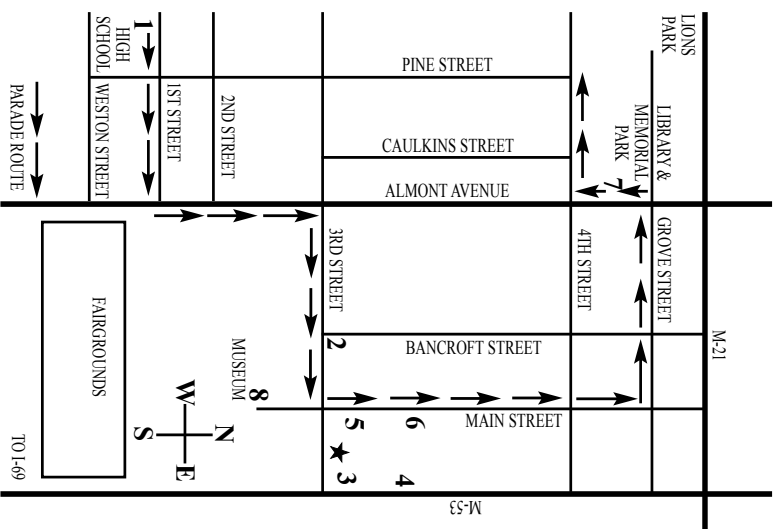 LIONS
PARK
1
HIGH
SCHOOL
PINE STREET
LIBRARY &
MEMORIAL
PARK
7
PARADE ROUTE
WESTON STREET
1ST STREET
2ND STREET
CAULKINS STREET
ALMONT AVENUE
3RD STREET
4TH STREET
GROVE STREET
M-21
FAIRGROUNDS
2
BANCROFT STREET
MUSEUM
8
MAIN STREET
5
6
W
N
S
E
3
4
TO I-69
M-53